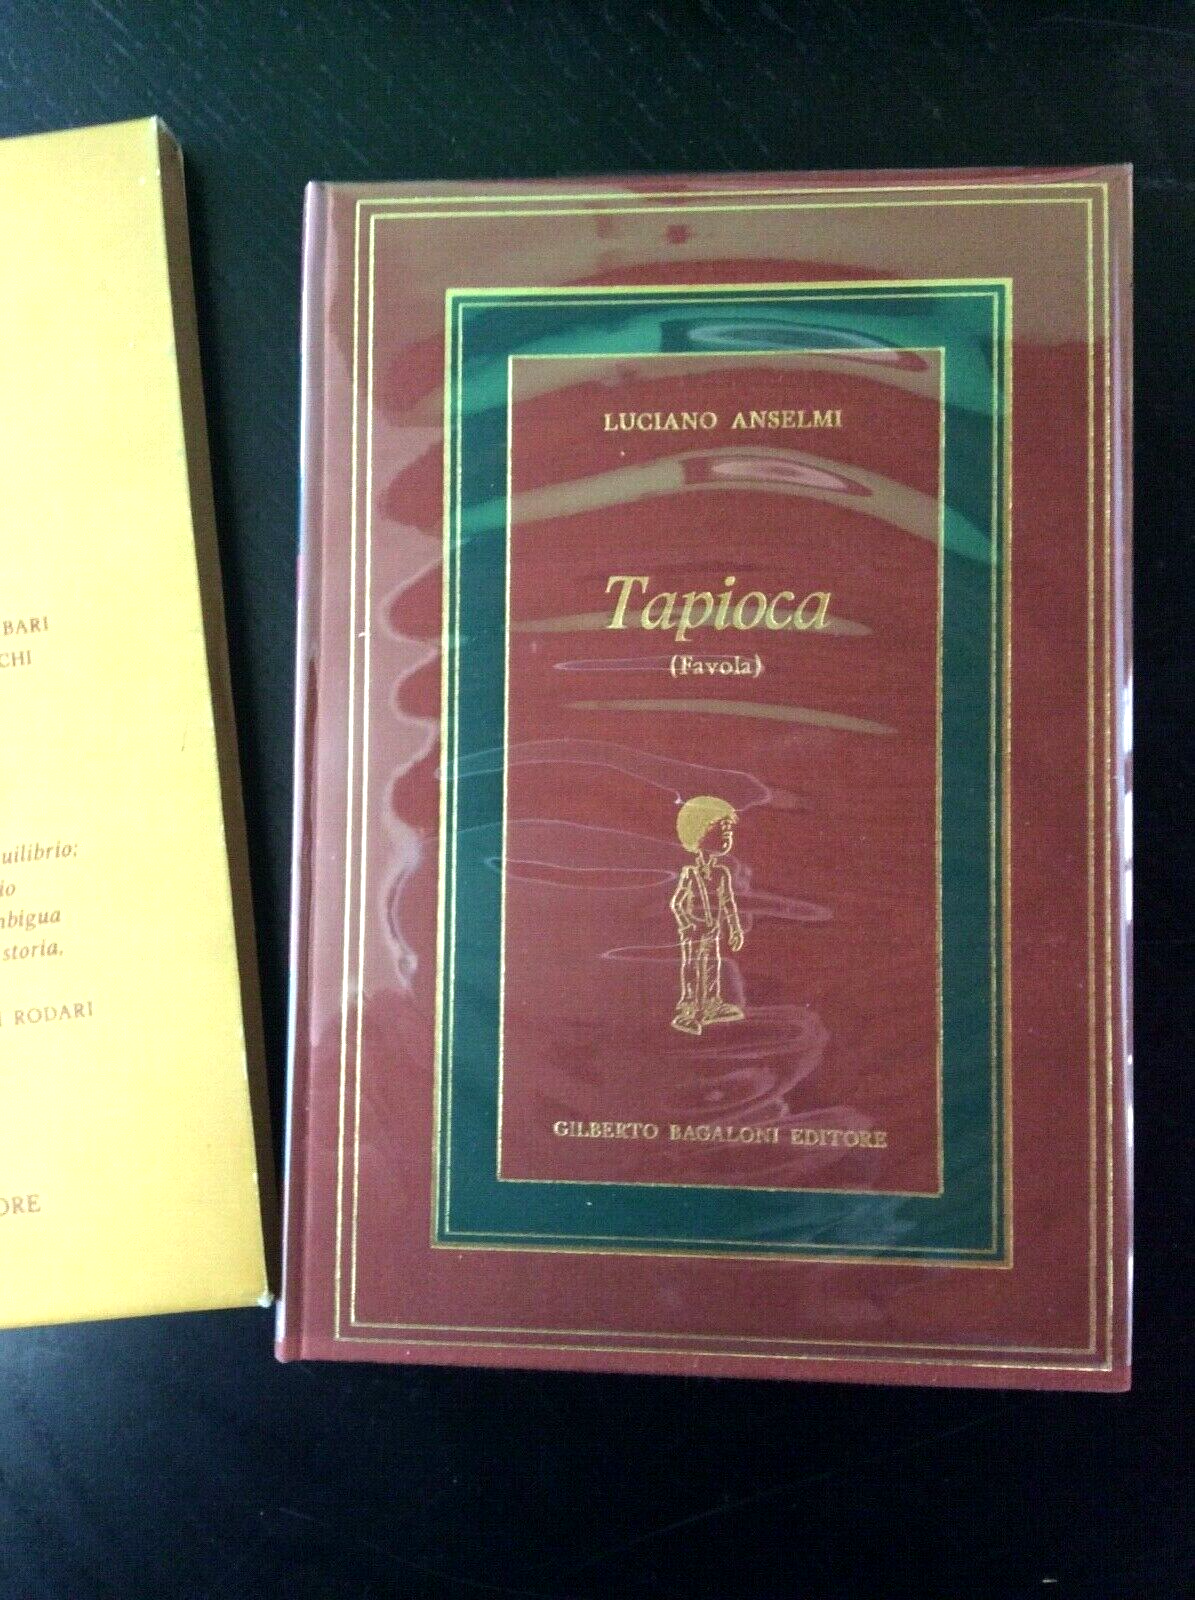 BARI
CHI
uilibrio;
io
mbigua
storia.
I RODARI
ORE
LUCIANO ANSELMI
Tapioca
(Favola)
GILBERTO BAGALONI EDITORE